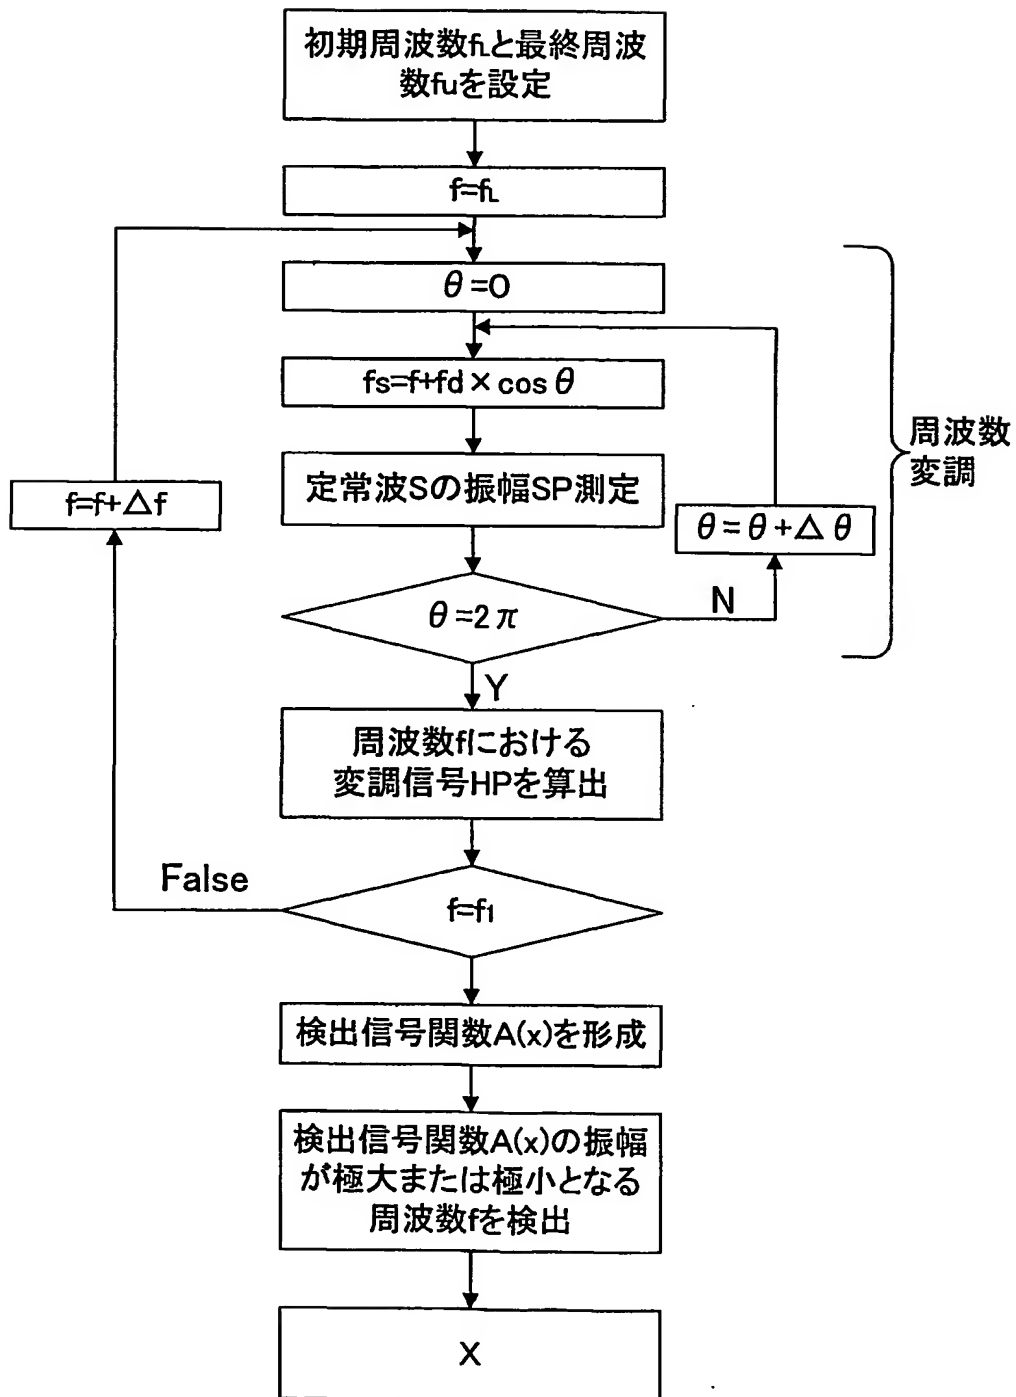 初期周波数fLと最終周波
数fuを設定
f=fL
θ=0
fs=f+fd×cosθ
定常波Sの振幅SP測定
f=f+△f
θ=θ+△θ
周波数
変調
θ=2π
N
Y
周波数fにおける
変調信号HPを算出
False
f=f1
検出信号関数A(x)を形成
検出信号関数A(x)の振幅
が極大または極小となる
周波数fを検出
X